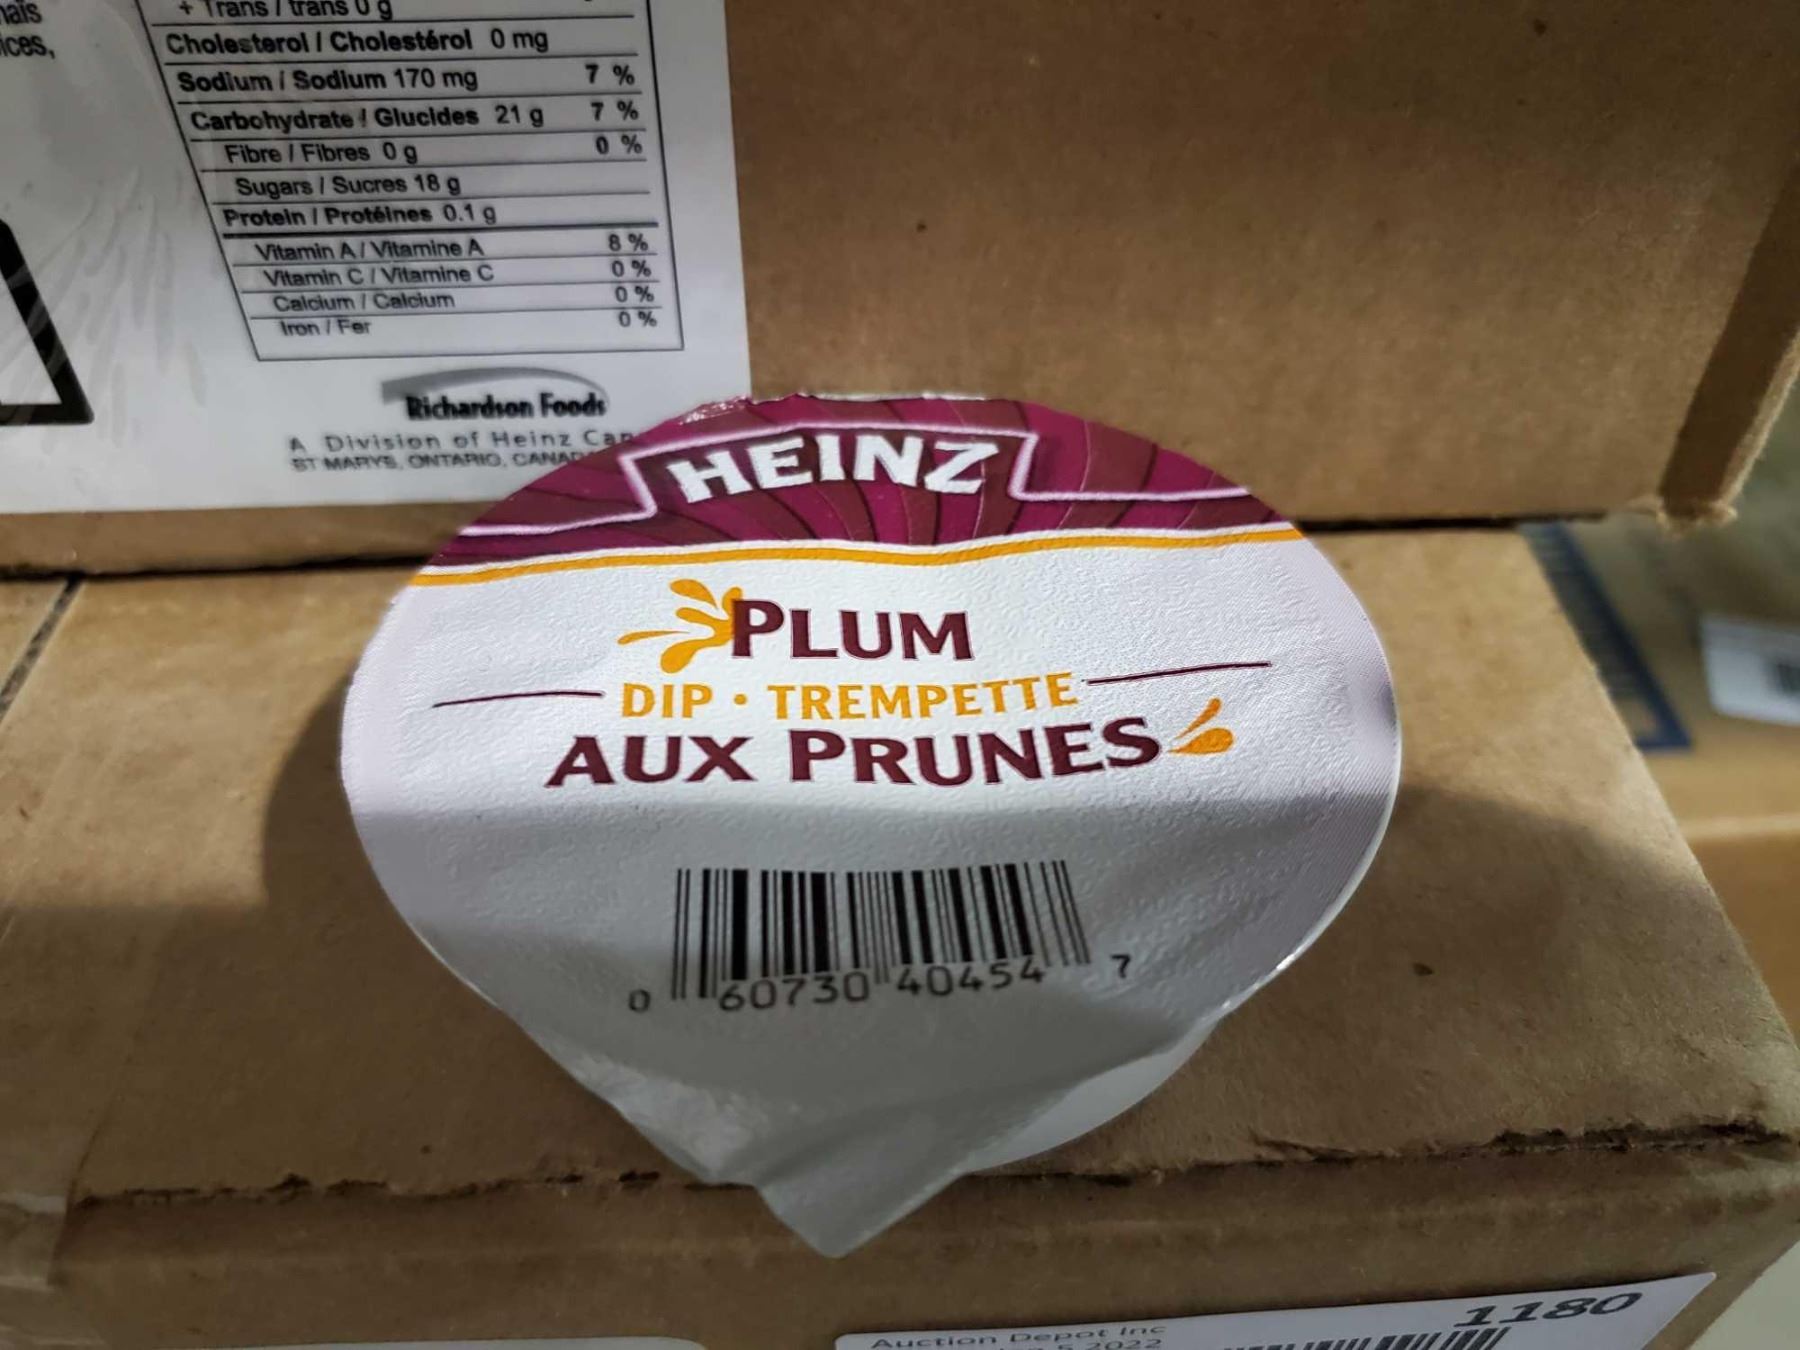 + Trans / trans 0 g
Cholesterol / Cholestérol 0 mg
Sodium / Sodium 170 mg 7 %
Carbohydrate / Glucides 21 g 7 %
Fibre / Fibres 0 g 0 %
Sugars / Sucres 18 g
Protein / Protéines 0.1 g
Vitamin A / Vitamine A 8 %
Vitamin C / Vitamine C 0 %
Calcium / Calcium 0 %
Iron / Fer 0 %
Richardson Foods
A Division of Heinz
ST MARYS, ONTARIO,
HEINZ
PLUM
DIP • TREMPETTE
AUX PRUNES
0 60730 40454 7
1180
Auction Depot Inc
5 2022